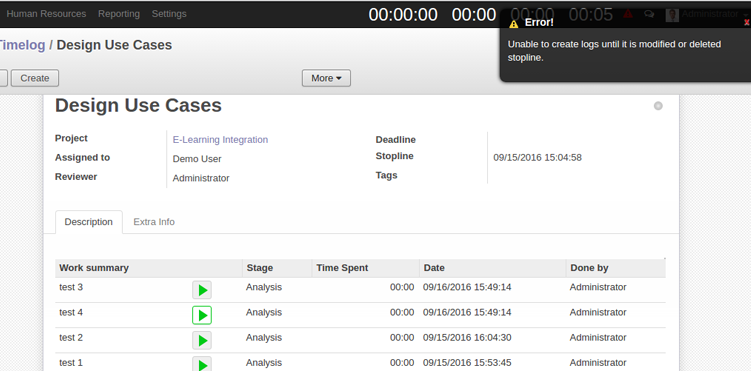 Human Resources Reporting Settings 00:00:00 00:00 00:00 00:05 Administrator
Error!
Unable to create logs until it is modified or deleted
stopline.
Timelog / Design Use Cases
Create More
Design Use Cases
Project E-Learning Integration Deadline
Assigned to Demo User Stopline 09/15/2016 15:04:58
Reviewer Administrator Tags
Description Extra Info
Work summary Stage Time Spent Date Done by
test 3 Analysis 00:00 09/16/2016 15:49:14 Administrator
test 4 Analysis 00:00 09/16/2016 15:49:14 Administrator
test 2 Analysis 00:00 09/15/2016 16:04:30 Administrator
test 1 Analysis 00:00 09/15/2016 15:53:45 Administrator